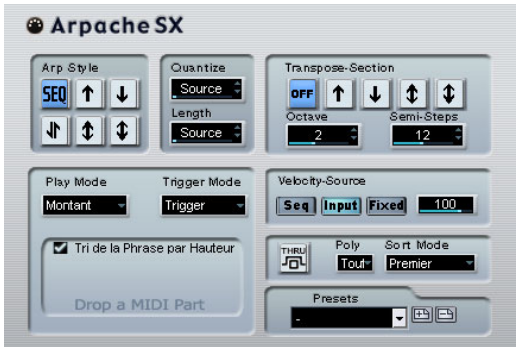 Arpache SX
Arp Style
SEQ
Quantize
Source
Length
Source
Transpose-Section
OFF
Octave
2
Semi-Steps
12
Play Mode
Montant
Trigger Mode
Trigger
Tri de la Phrase par Hauteur
Drop a MIDI Part
Velocity-Source
Seq Input Fixed 100
THRU
Poly
Tout
Sort Mode
Premier
Presets
-